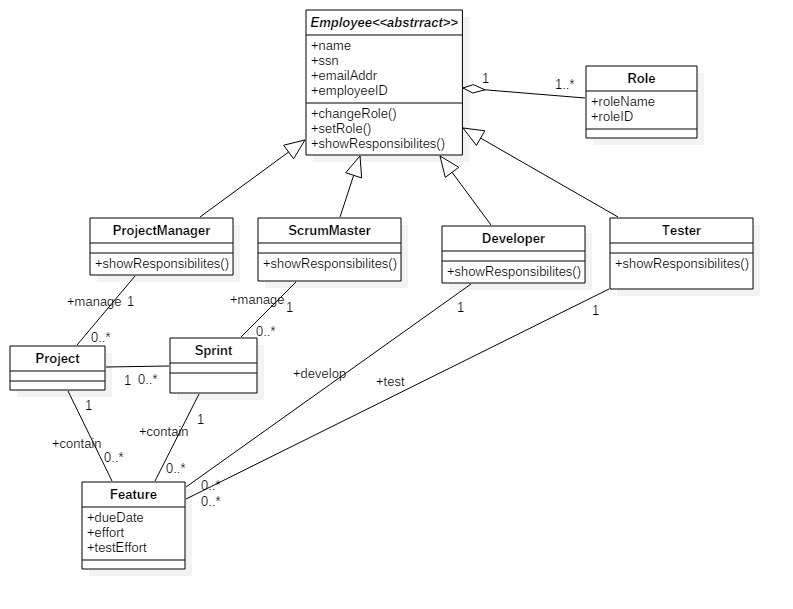 Employee<<abstrract>>
+name
+ssn
+emailAddr
+employeeID
+changeRole()
+setRole()
+showResponsibilites()
1
1..*
Role
+roleName
+roleID
ProjectManager
+showResponsibilites()
ScrumMaster
+showResponsibilites()
Developer
+showResponsibilites()
Tester
+showResponsibilites()
+manage 1
0..*
+manage
1
0..*
1
1
Project
Sprint
1 0..*
+develop
+test
1
+contain
0..*
1
+contain
0..*
0..*
0..*
Feature
+dueDate
+effort
+testEffort